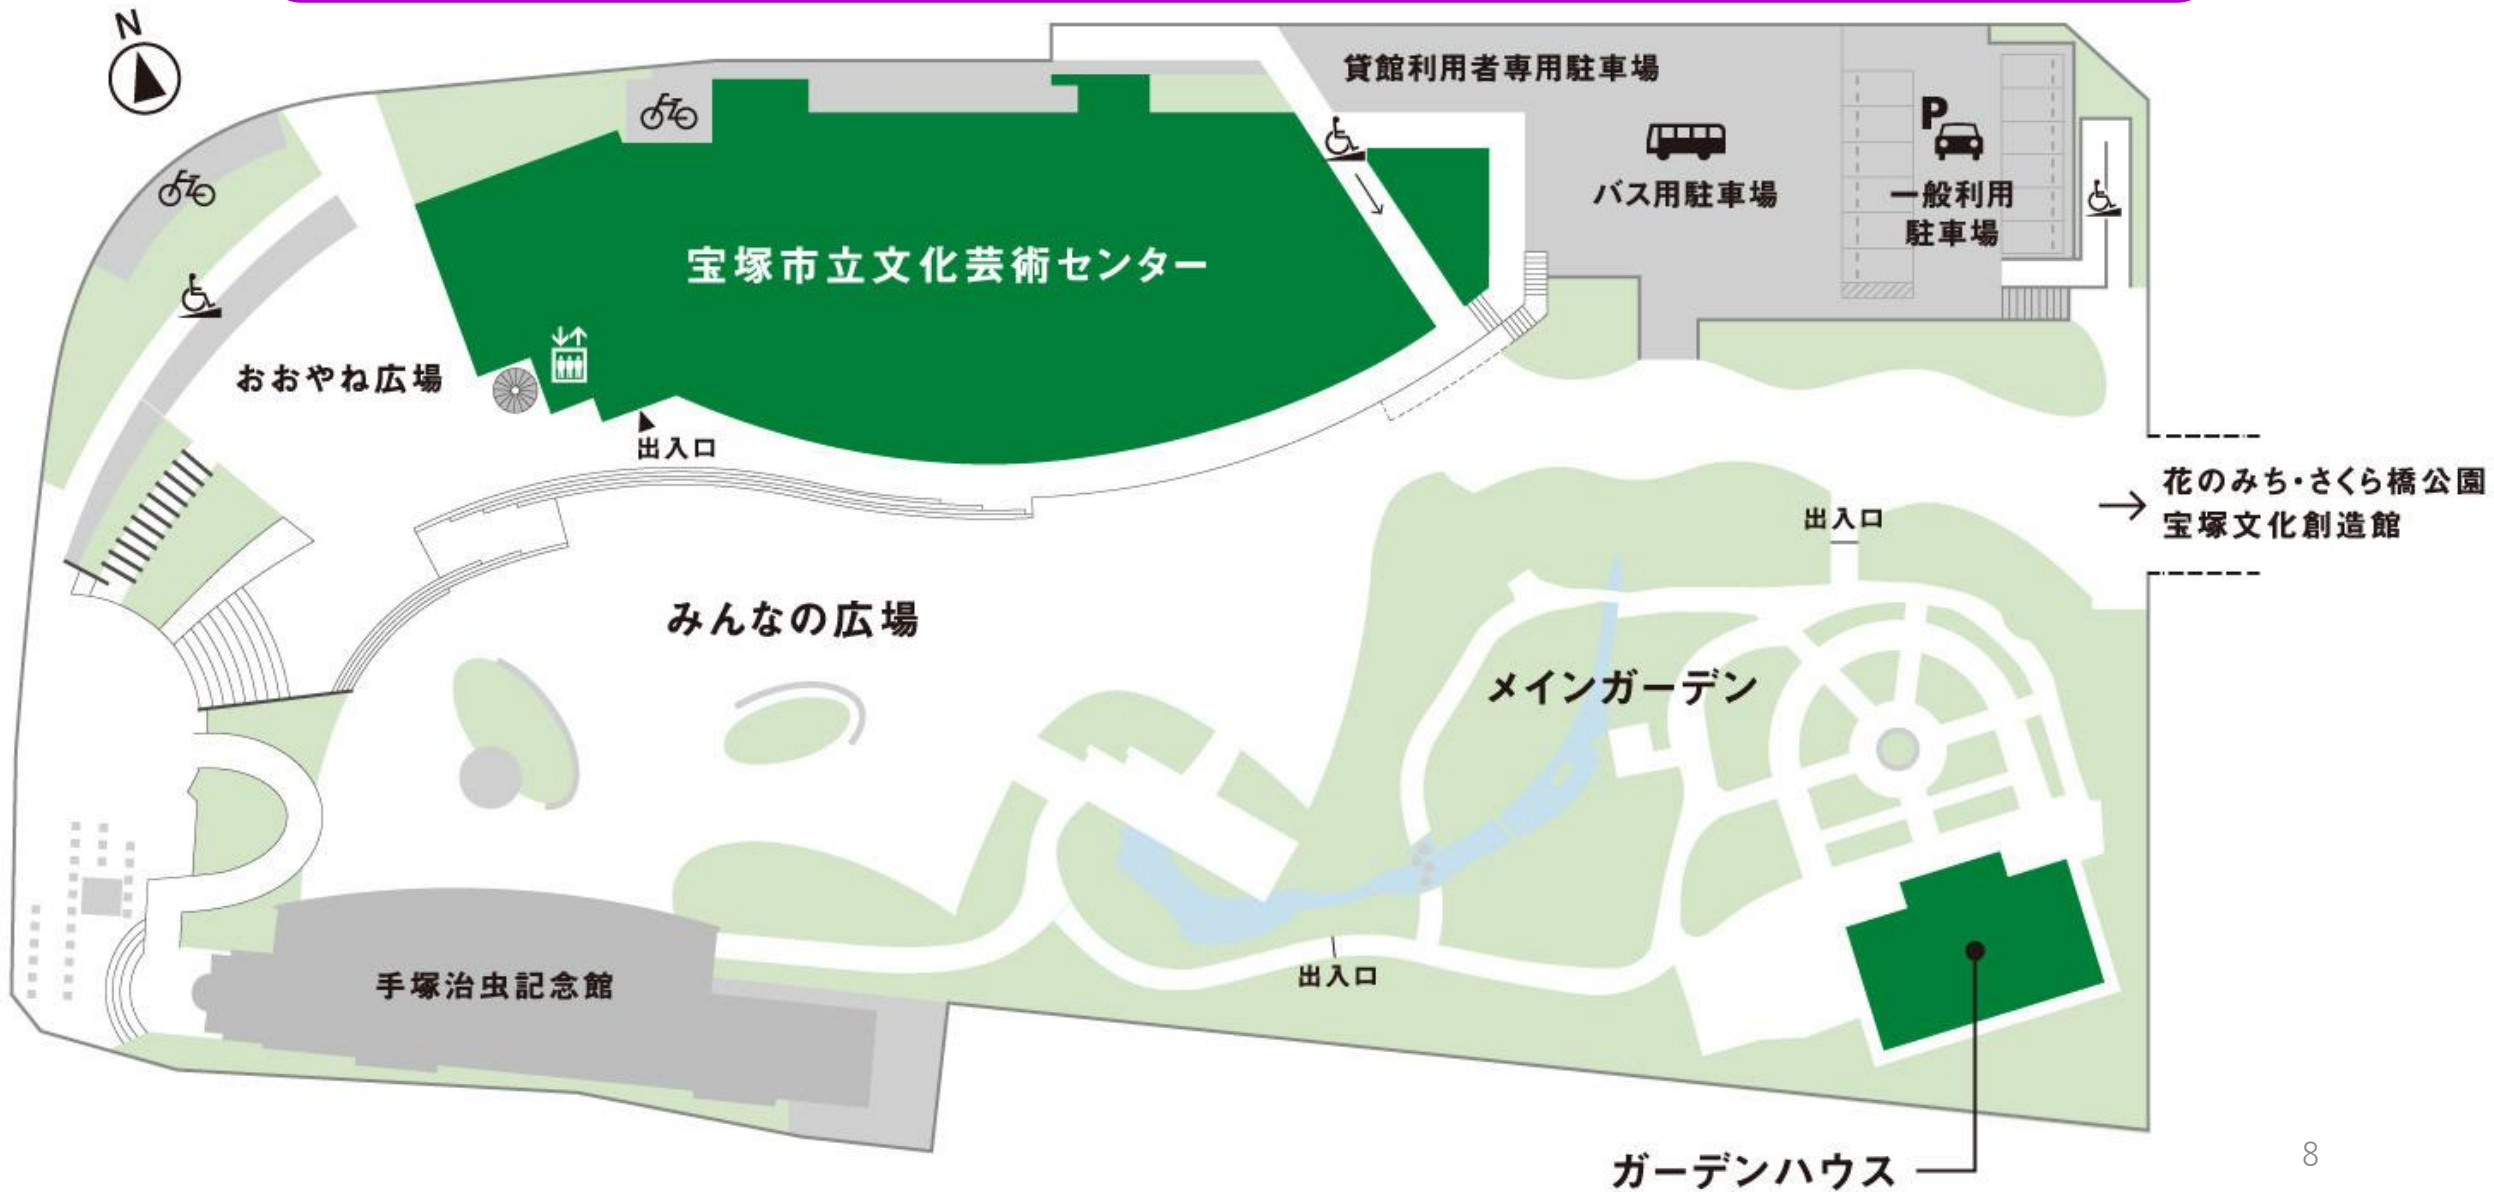 N
貸館利用者専用駐車場
P
バス用駐車場
一般利用
駐車場
宝塚市立文化芸術センター
おおやね広場
出入口
花のみち・さくら橋公園
宝塚文化創造館
出入口
みんなの広場
メインガーデン
手塚治虫記念館
出入口
ガーデンハウス
8